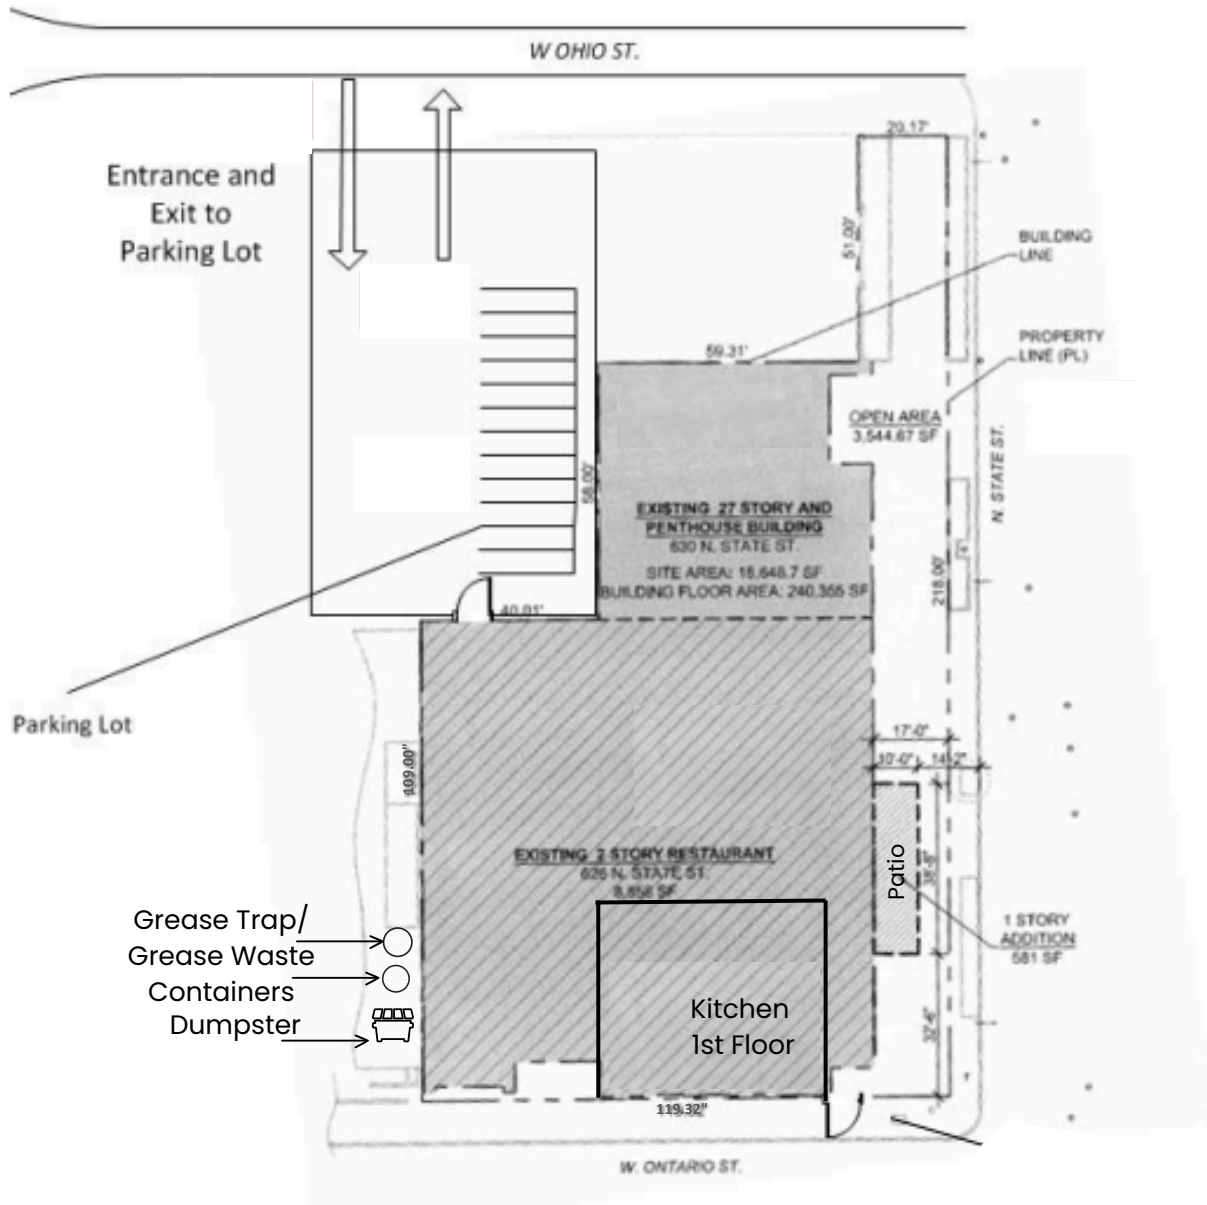 W OHIO ST.
20.17'
Entrance and
Exit to
Parking Lot
51.00'
BUILDING
LINE
59.31'
PROPERTY
LINE (PL)
OPEN AREA
3,544.67 SF
N. STATE ST.
58.00'
EXISTING 27 STORY AND
PENTHOUSE BUILDING
630 N. STATE ST.
SITE AREA: 16,648.7 SF
BUILDING FLOOR AREA: 240,355 SF
218.00'
40.01'
Parking Lot
17'-0"
10'-0"
14'-2"
109.00"
EXISTING 2 STORY RESTAURANT
626 N. STATE ST.
Patio
1 STORY
ADDITION
581 SF
Grease Trap/
Grease Waste
Containers
Dumpster
Kitchen
1st Floor
32'-6"
119.32"
W. ONTARIO ST.